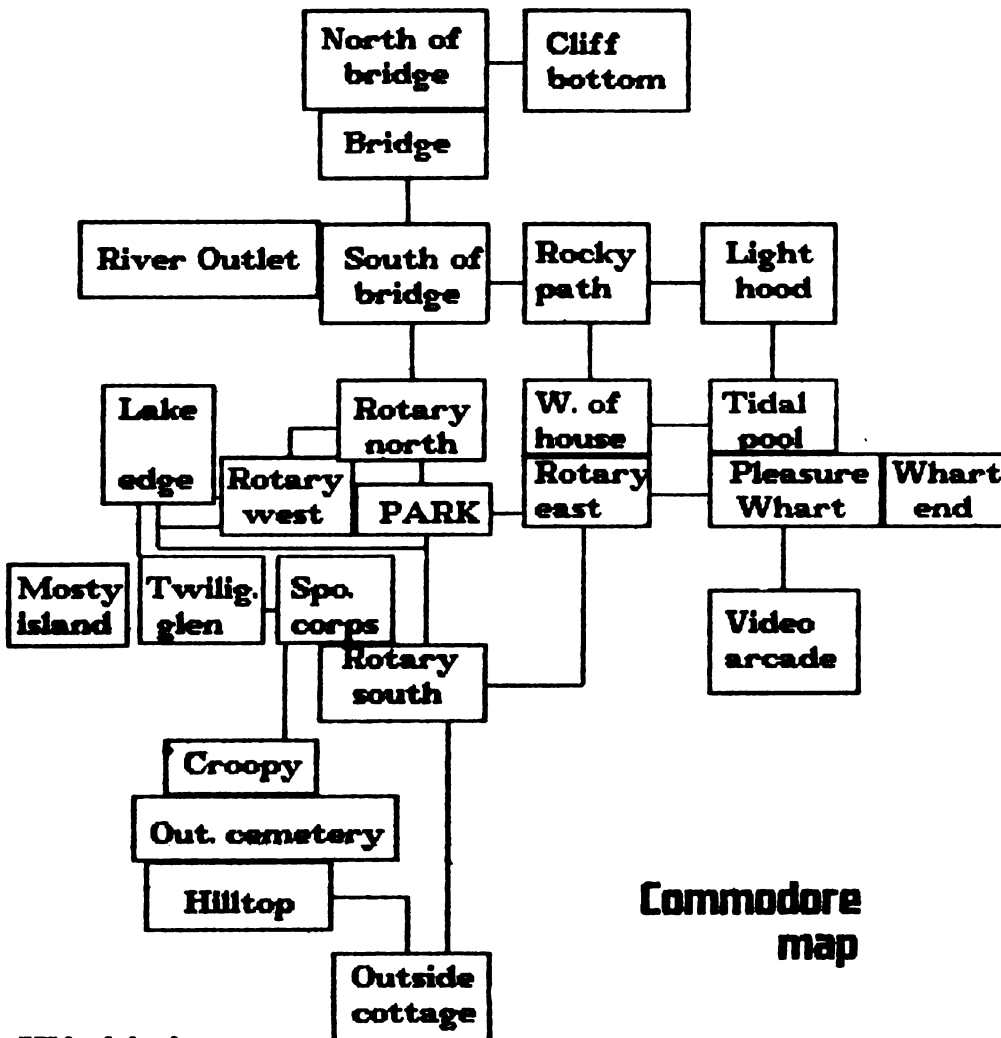 North of
bridge
Cliff
bottom
Bridge
River Outlet
South of
bridge
Rocky
path
Light
hood
Lake
edge
Rotary
north
W. of
house
Tidal
pool
Rotary
west
PARK
Rotary
east
Pleasure
Whart
Whart
end
Mosty
island
Twilig.
glen
Spo.
corps
Rotary
south
Video
arcade
Croopy
Out. cemetery
Hilltop
Commodore
map
Outside
cottage